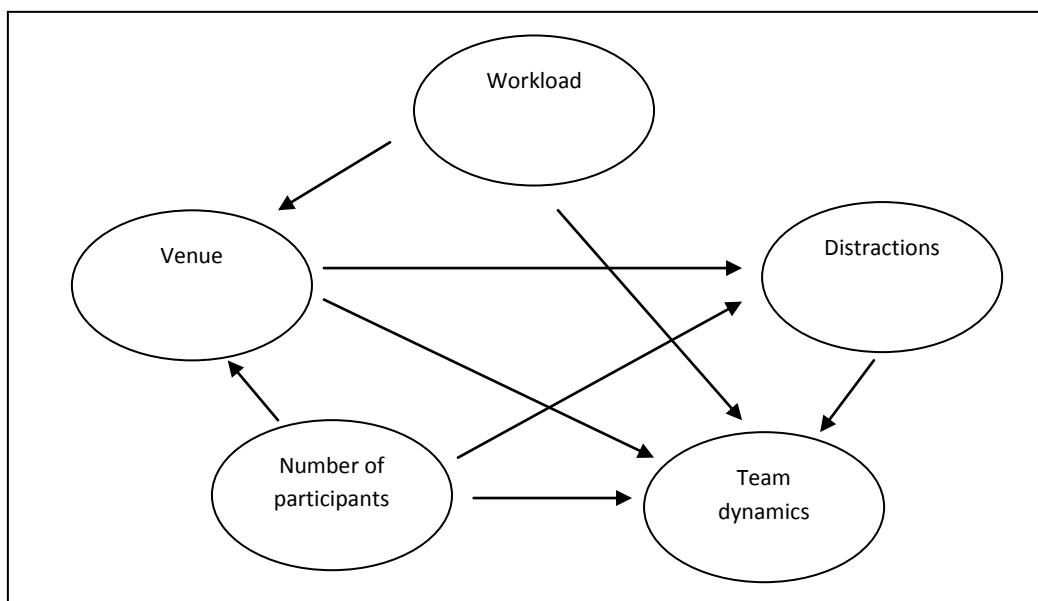 Workload
Venue
Distractions
Number of
participants
Team
dynamics